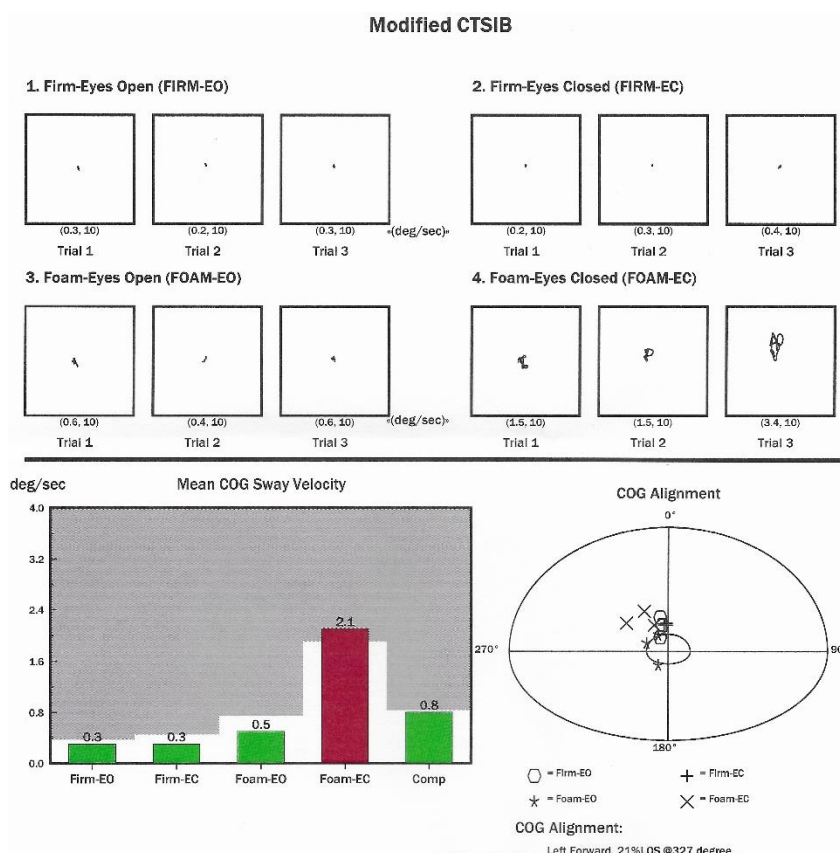 Modified CTSIB
1. Firm-Eyes Open (FIRM-EO)
2. Firm-Eyes Closed (FIRM-EC)
(0.3, 10) (0.2, 10) (0.3, 10) «(deg/sec)» (0.2, 10) (0.3, 10) (0.4, 10)
Trial 1 Trial 2 Trial 3 Trial 1 Trial 2 Trial 3
3. Foam-Eyes Open (FOAM-EO)
4. Foam-Eyes Closed (FOAM-EC)
(0.6, 10) (0.4, 10) (0.6, 10) «(deg/sec)» (1.5, 10) (1.5, 10) (3.4, 10)
Trial 1 Trial 2 Trial 3 Trial 1 Trial 2 Trial 3
deg/sec
Mean COG Sway Velocity
4.0
3.2
2.4
2.1
1.6
0.8
0.8
0.5
0.3 0.3
0.0
Firm-EO Firm-EC Foam-EO Foam-EC Comp
COG Alignment
0°
270°
90
180°
= Firm-EO = Firm-EC
= Foam-EO = Foam-EC
COG Alignment:
Left Forward, 21%LOS @327 degree